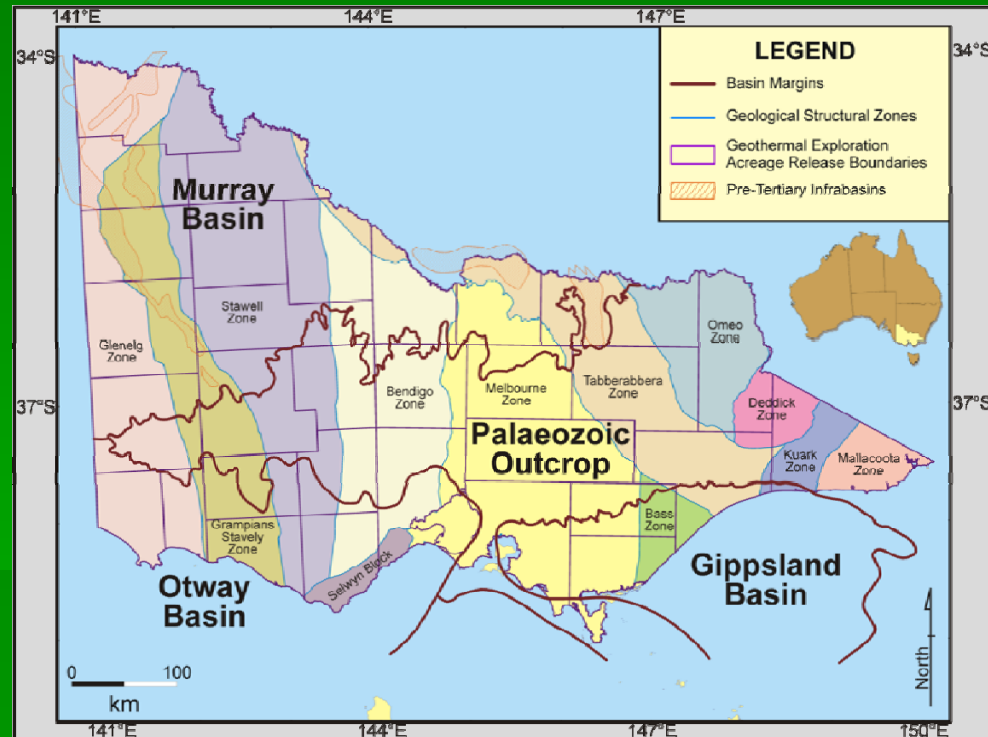 141°E
144°E
147°E
34°S
34°S
LEGEND
Basin Margins
Geological Structural Zones
Geothermal Exploration
Acreage Release Boundaries
Pre-Tertiary Infrabasins
Murray
Basin
Stawell
Zone
Omeo
Zone
Glenelg
Zone
Bendigo
Zone
Melbourne
Zone
Tabberabbera
Zone
37°S
37°S
Deddick
Zone
Palaeozoic
Outcrop
Kuark
Zone
Mallacoota
Zone
Grampians
Stavely
Zone
Bass
Zone
Selwyn Block
Otway
Basin
Gippsland
Basin
0 100
km
North
141°E
144°E
147°E
150°E